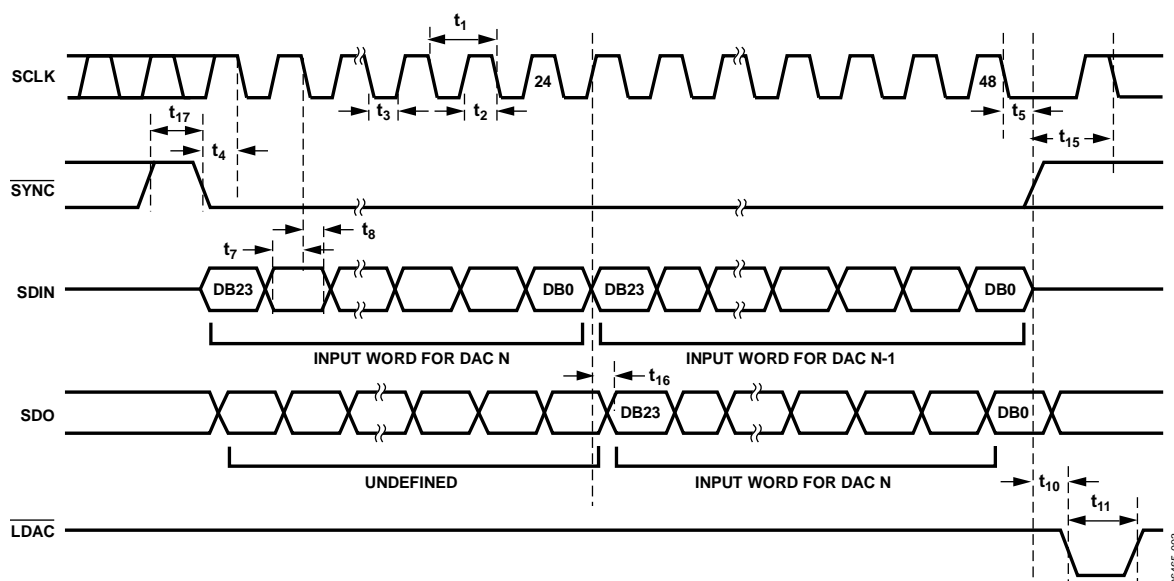 t1
SCLK
24
48
t3
t2
t5
t17
t4
t15
SYNC
t7
t8
SDIN
DB23
DB0
DB23
DB0
INPUT WORD FOR DAC N
INPUT WORD FOR DAC N-1
t16
SDO
DB23
DB0
UNDEFINED
INPUT WORD FOR DAC N
t10
t11
LDAC